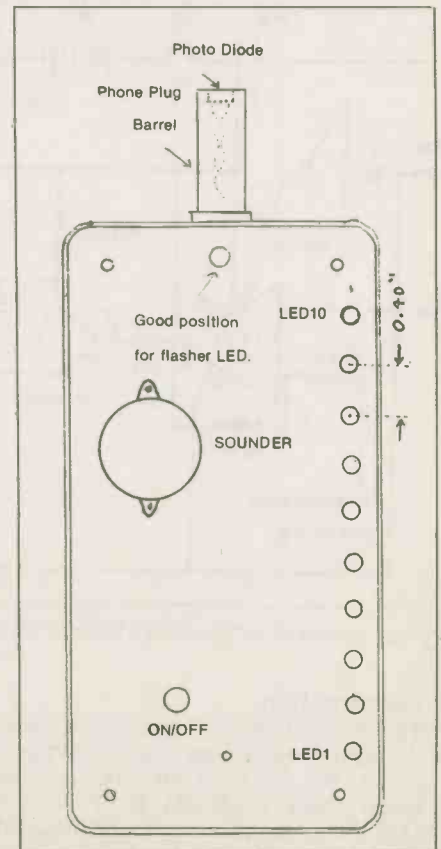 Photo Diode
Phone Plug
Barrel
Good position
for flasher LED.
LED10
0.40"
SOUNDER
ON/OFF
LED1